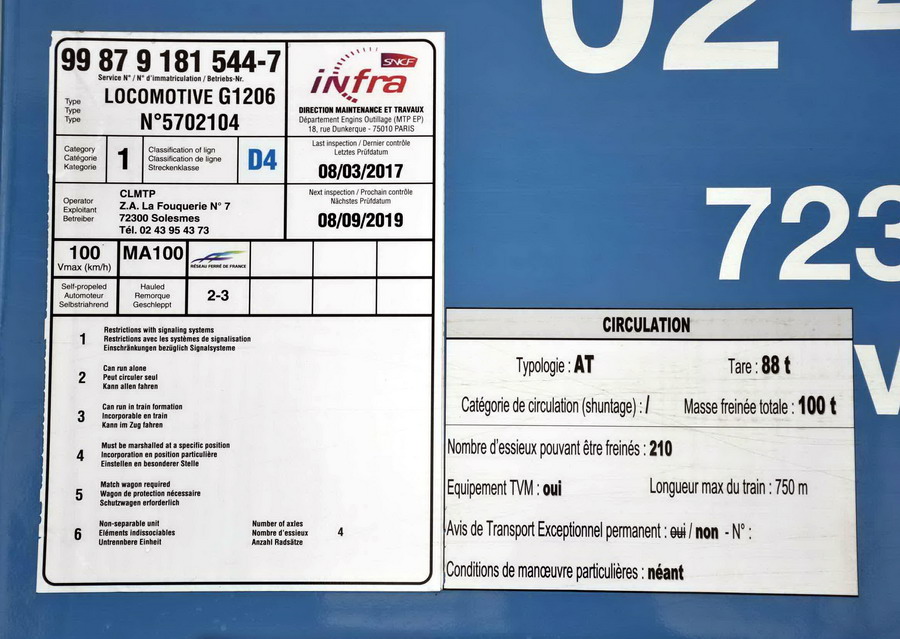 99 87 9 181 544-7
Service N° / N° d'immatriculation / Betriebs-Nr.
Type
Type
Type
LOCOMOTIVE G1206
N°5702104
SNCF
infra
DIRECTION MAINTENANCE ET TRAVAUX
Département Engins Outillage (MTP EP)
18, rue Dunkerque - 75010 PARIS
Category
Catégorie
Kategorie
1
Classification of lign
Classification de ligne
Streckenklasse
D4
Last inspection / Dernier contrôle
Letztes Prüfdatum
08/03/2017
Operator
Exploitant
Betreiber
CLMTP
Z.A. La Fouquerie N° 7
72300 Solesmes
Tél. 02 43 95 43 73
Next inspection / Prochain contrôle
Nächstes Prüfdatum
08/09/2019
100
Vmax (km/h)
MA100
RÉSEAU FERRÉ DE FRANCE
Self-propeled
Automoteur
Selbstriahrend
Hauled
Remorque
Geschleppt
2-3
1
Restrictions with signaling systems
Restrictions avec les systèmes de signalisation
Einschränkungen bezüglich Signalsysteme
2
Can run alone
Peut circuler seul
Kann allen fahren
3
Can run in train formation
Incorporable en train
Kann im Zug fahren
4
Must be marshalled at a specific position
Incorporation en position particulière
Einstellen en besonderer Stelle
5
Match wagon required
Wagon de protection nécessaire
Schutzwagen erforderlich
6
Non-separable unit
Eléments indissociables
Untrennbere Einheit
Number of axles
Nombre d'essieux
Anzahl Radsätze
4
02 4
723
V
CIRCULATION
Typologie : AT
Tare : 88 t
Catégorie de circulation (shuntage) : /
Masse freinée totale : 100 t
Nombre d'essieux pouvant être freinés : 210
Equipement TVM : oui
Longueur max du train : 750 m
Avis de Transport Exceptionnel permanent : oui / non - N° :
Conditions de manœuvre particulières : néant